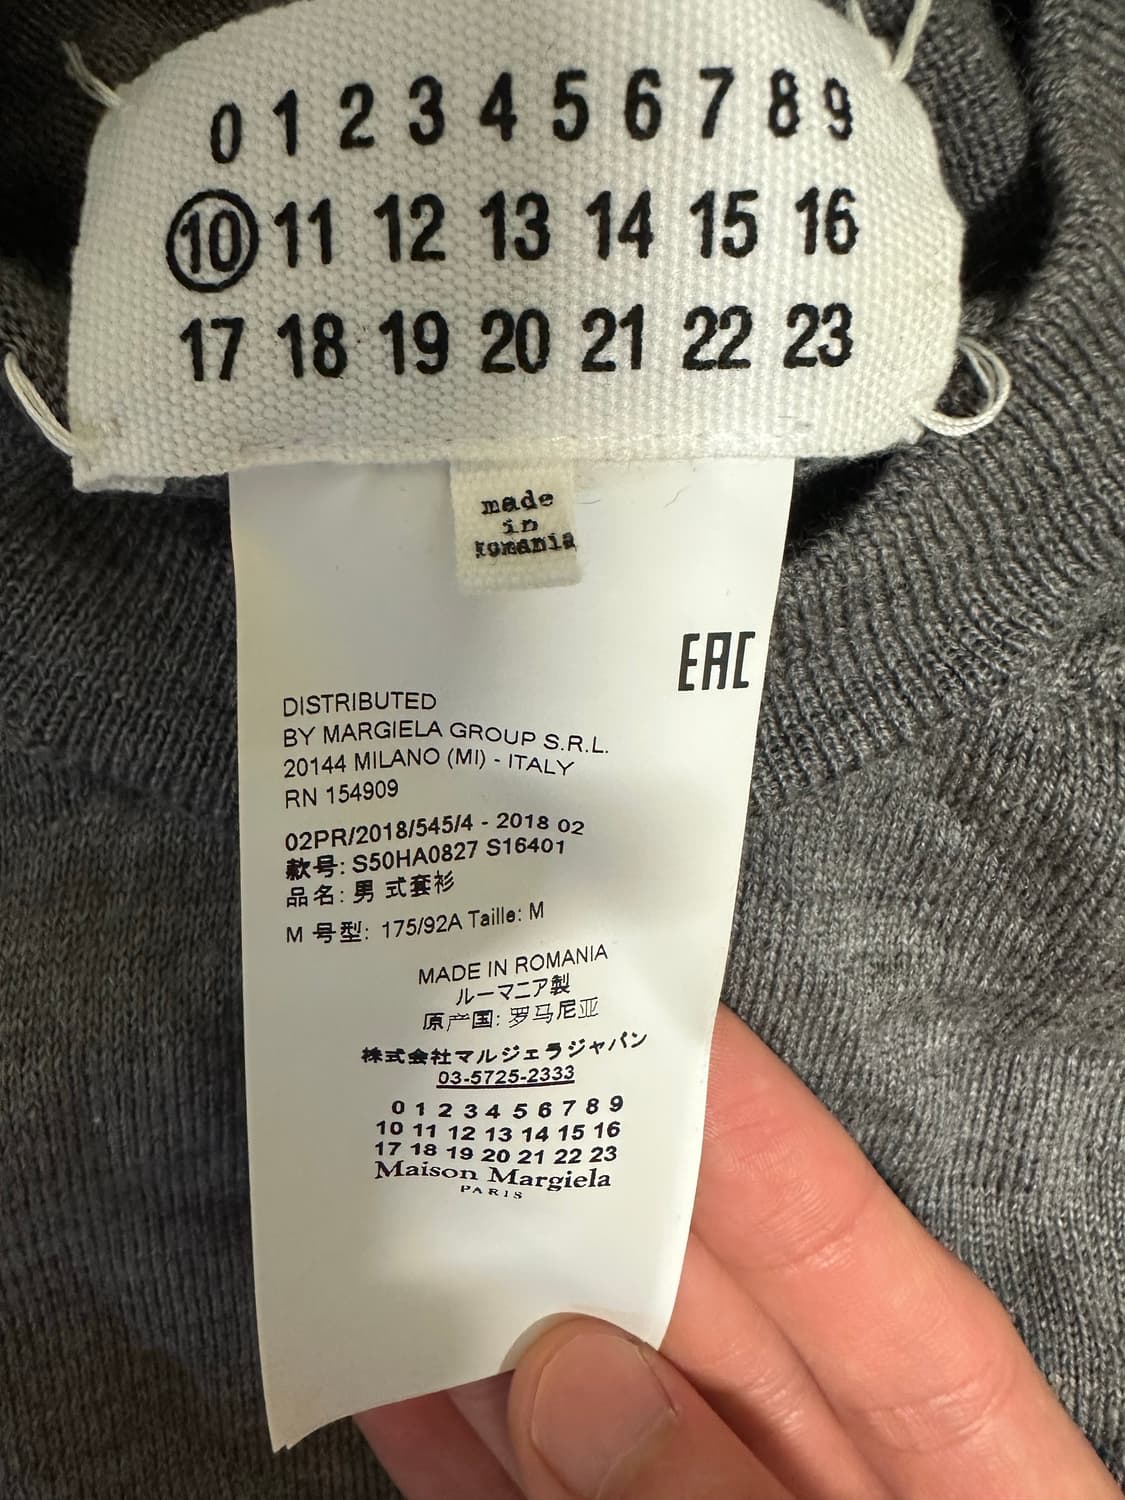 0 1 2 3 4 5 6 7 8 9
10 11 12 13 14 15 16
17 18 19 20 21 22 23
made
in
romania
EAC
DISTRIBUTED
BY MARGIELA GROUP S.R.L.
20144 MILANO (MI) - ITALY
RN 154909
02PR/2018/545/4 - 2018 02
款号: S50HA0827 S16401
品名: 男 式套衫
M 号型: 175/92A Taille: M
MADE IN ROMANIA
ルーマニア製
原产国: 罗马尼亚
株式会社マルジェラジャパン
03-5725-2333
0 1 2 3 4 5 6 7 8 9
10 11 12 13 14 15 16
17 18 19 20 21 22 23
Maison Margiela
PARIS